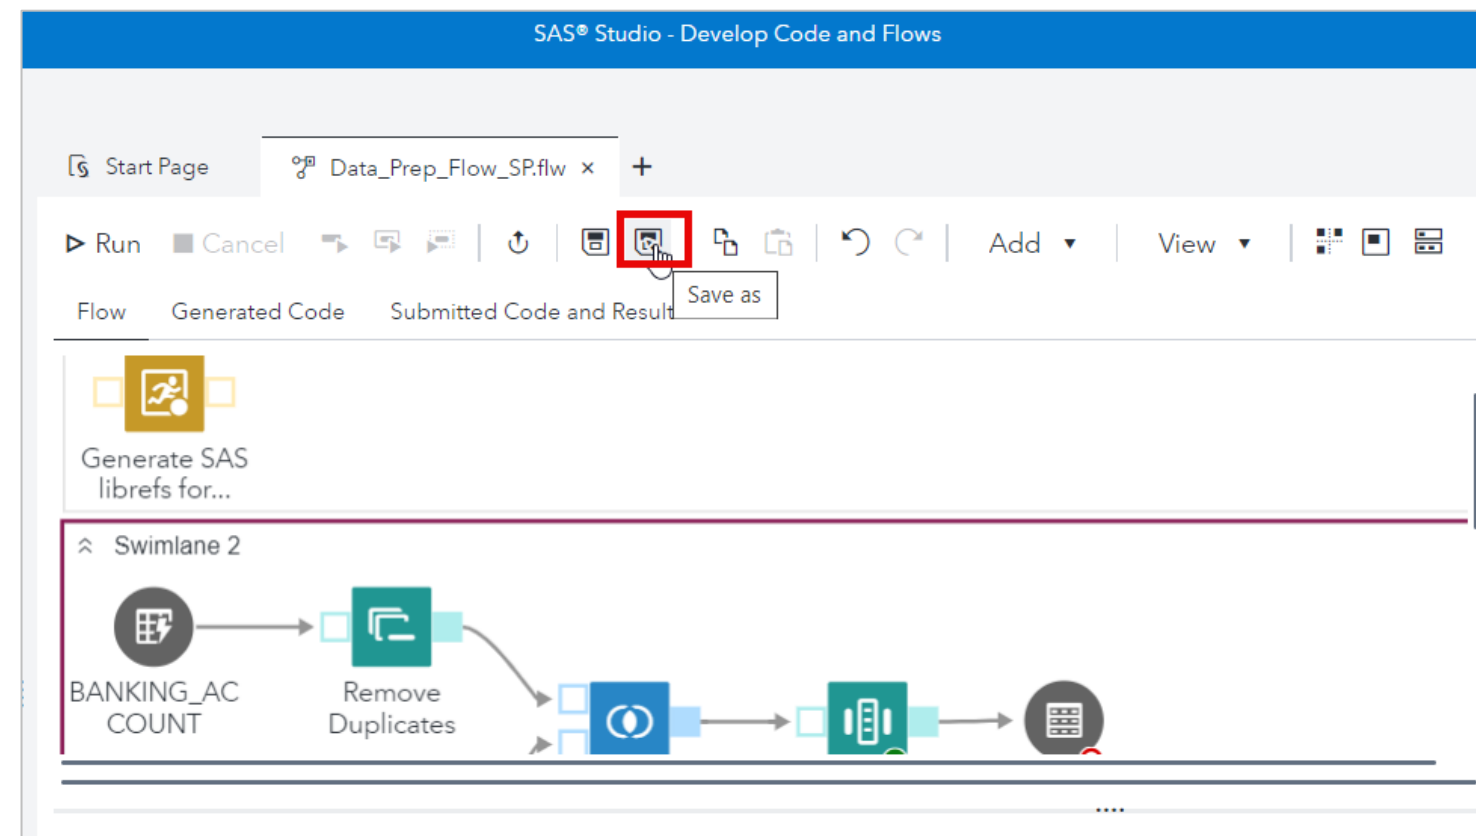 SAS® Studio - Develop Code and Flows
Start Page
Data_Prep_Flow_SP.flw
Run
Cancel
Add
View
Save as
Flow
Generated Code
Submitted Code and Result
Generate SAS
librefs for...
Swimlane 2
BANKING_AC
COUNT
Remove
Duplicates